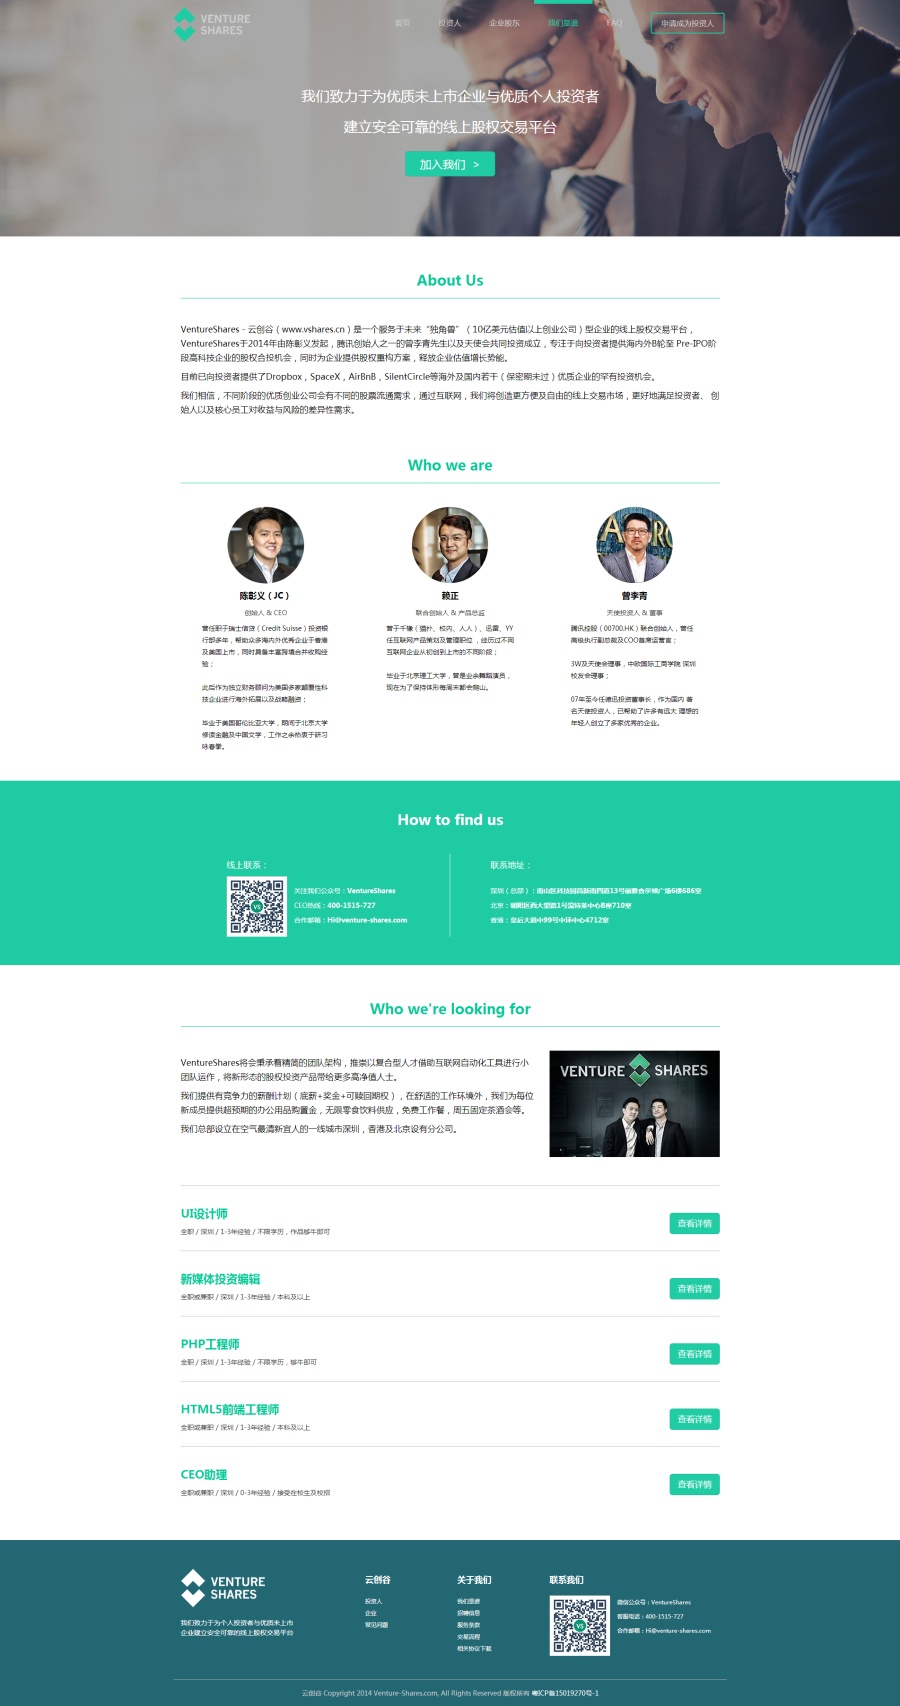 VENTURE
SHARES
首页
投资人
企业股东
我们是谁
FAQ
申请成为投资人
我们致力于为优质未上市企业与优质个人投资者
建立安全可靠的线上股权交易平台
加入我们 >
About Us
VentureShares - 云创谷（www.vshares.cn）是一个服务于未来“独角兽”（10亿美元估值以上创业公司）型企业的线上股权交易平台，
VentureShares于2014年由陈彰义发起，腾讯创始人之一的曾李青先生以及天使会共同投资成立，专注于向投资者提供海内外B轮至 Pre-IPO阶
段高科技企业的股权合投机会，同时为企业提供股权重构方案，释放企业估值增长势能。
目前已向投资者提供了Dropbox，SpaceX，AirBnB，SilentCircle等海外及国内若干（保密期未过）优质企业的罕有投资机会。
我们相信，不同阶段的优质创业公司会有不同的股票流通需求，通过互联网，我们将创造更方便及自由的线上交易市场，更好地满足投资者、创
始人以及核心员工对收益与风险的差异性需求。
Who we are
陈彰义（JC）
创始人 & CEO
曾任职于瑞士信贷（Credit Suisse）投资银
行部多年，帮助众多海内外优秀企业于香港
及美国上市，同时具备丰富跨境合并收购经
验；
此后作为独立财务顾问为美国多家颠覆性科
技企业进行海外拓展以及战略融资；
毕业于美国哥伦比亚大学；期间于北京大学
修读金融及中国文学，工作之余热衷于研习
咏春拳。
赖正
联合创始人 & 产品总监
曾于千橡（猫扑、校内、人人）、迅雷、YY
任互联网产品策划及管理职位，经历过不同
互联网企业从初创到上市的不同阶段；
毕业于北京理工大学，曾是业余舞蹈演员，
现在为了保持体形每周末都会爬山。
曾李青
天使投资人 & 董事
腾讯控股（00700.HK）联合创始人，曾任
高级执行副总裁及COO首席运营官；
3W及天使会理事，中欧国际工商学院 深圳
校友会理事；
07年至今任德迅投资董事长，作为国内 著
名天使投资人，已帮助了许多有远大 理想的
年轻人创立了多家优秀的企业。
How to find us
线上联系：
关注我们公众号：VentureShares
CEO热线：400-1515-727
合作邮箱：Hi@venture-shares.com
联系地址：
深圳（总部）：南山区科技园高新南四道13号丽雅查尔顿广场6楼686室
北京：朝阳区西大望路1号温特莱中心B座710室
香港：皇后大道中99号中环中心4712室
Who we're looking for
VentureShares将会秉承着精简的团队架构，推崇以复合型人才借助互联网自动化工具进行小
团队运作，将新形态的股权投资产品带给更多高净值人士。
我们提供有竞争力的薪酬计划（底薪+奖金+可赎回期权），在舒适的工作环境外，我们为每位
新成员提供超预期的办公用品购置金，无限零食饮料供应，免费工作餐，周五固定茶酒会等。
我们总部设立在空气最清新宜人的一线城市深圳，香港及北京设有分公司。
VENTURE SHARES
UI设计师
全职 / 深圳 / 1-3年经验 / 不限学历，作品够牛即可
查看详情
新媒体投资编辑
全职或兼职 / 深圳 / 1-3年经验 / 本科及以上
查看详情
PHP工程师
全职 / 深圳 / 1-3年经验 / 不限学历，够牛即可
查看详情
HTML5前端工程师
全职或兼职 / 深圳 / 1-3年经验 / 本科及以上
查看详情
CEO助理
全职或兼职 / 深圳 / 0-3年经验 / 接受在校生及校招
查看详情
VENTURE
SHARES
我们致力于为个人投资者与优质未上市
企业建立安全可靠的线上股权交易平台
云创谷
投资人
企业
常见问题
关于我们
我们是谁
招聘信息
服务条款
交易流程
相关协议下载
联系我们
微信公众号：VentureShares
客服电话：400-1515-727
合作邮箱：Hi@venture-shares.com
云创谷 Copyright 2014 Venture-Shares.com, All Rights Reserved 版权所有 粤ICP备15019270号-1